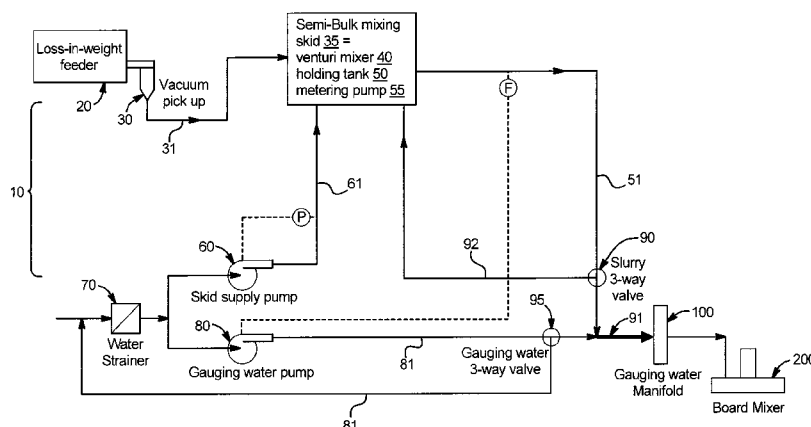 Loss-in-weight
feeder
20
30
Vacuum
pick up
31
Semi-Bulk mixing
skid 35 =
venturi mixer 40
holding tank 50
metering pump 55
F
10
61
51
P
60
92
90
Slurry
3-way
valve
70
Skid supply pump
80
95
91
100
Water
Strainer
Gauging water pump
81
Gauging water
3-way valve
Gauging water
Manifold
200
Board Mixer
81